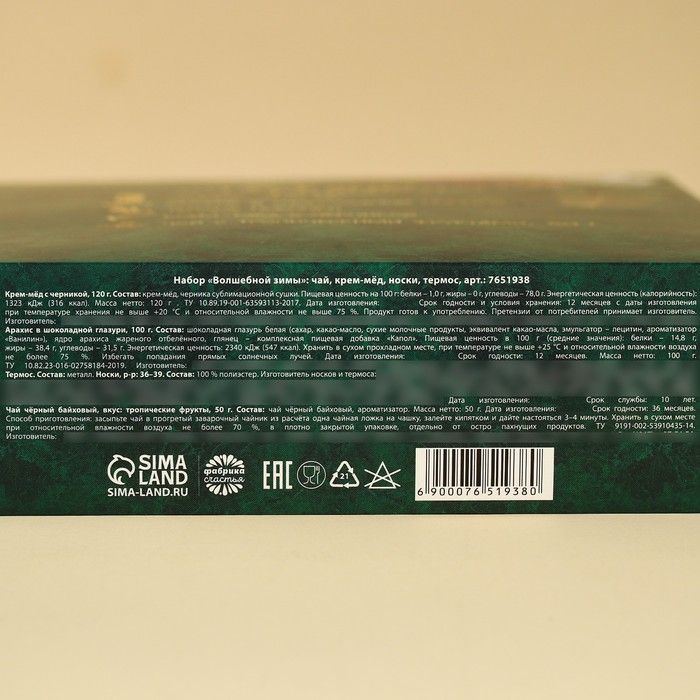 Набор «Волшебной зимы»: чай, крем-мёд, носки, термос, арт.: 7651938
Крем-мёд с черникой, 120 г. Состав: крем-мёд, черника сублимационной сушки. Пищевая ценность на 100 г: белки – 1,0 г, жиры – 0 г, углеводы – 78,0 г. Энергетическая ценность (калорийность):
1323 кДж (316 ккал). Масса нетто: 120 г . ТУ 10.89.19-001-63593113-2017. Дата изготовления: Срок годности: 12 месяцев с даты изготовления
при температуре хранения не выше +20 °С и относительной влажности не выше 75 %. Продукт готов к употреблению. Претензии от потребителей принимает изготовитель.
Изготовитель:
Арахис в шоколадной глазури, 100 г. Состав: шоколадная глазурь белая (сахар, какао-масло, сухие молочные продукты, эквивалент какао-масла, эмульгатор – лецитин, ароматизатор
«Ванилин»), ядро арахиса жареного отбелённого, глянец – комплексная пищевая добавка «Капол». Пищевая ценность в 100 г (средние значения): белки – 14,8 г,
жиры – 38,4 г, углеводы – 31,5 г. Энергетическая ценность: 2340 кДж (547 ккал). Хранить в сухом прохладном месте, при температуре не выше +25 °С и относительной влажности воздуха
не более 75 %. Избегать попадания прямых солнечных лучей. Дата изготовления: Срок годности: 12 месяцев. Масса нетто: 100 г.
ТУ 10.82.23-016-02758184-2019. Изготовитель:
Термос. Состав: металл. Носки, р-р: 36–39. Состав: 100 % полиэстер. Изготовитель носков и термоса:
Дата изготовления: Срок службы: 10 лет.
Чай чёрный байховый, вкус: тропические фрукты, 50 г. Состав: чай чёрный байховый, ароматизатор. Масса нетто: 50 г. Дата изготовления: Срок годности: 36 месяцев.
Способ приготовления: засыпьте чай в прогретый заварочный чайник из расчёта одна чайная ложка на чашку, залейте кипятком и дайте настояться 3–4 минуты. Хранить в сухом месте
при относительной влажности воздуха не более 70 %, в плотно закрытой упаковке, отдельно от остро пахнущих продуктов. ТУ 9191-002-53910435-14.
Изготовитель:
SIMA
LAND
SIMA-LAND.RU
фабрика
счастья
EAC
21
6 900076 519380